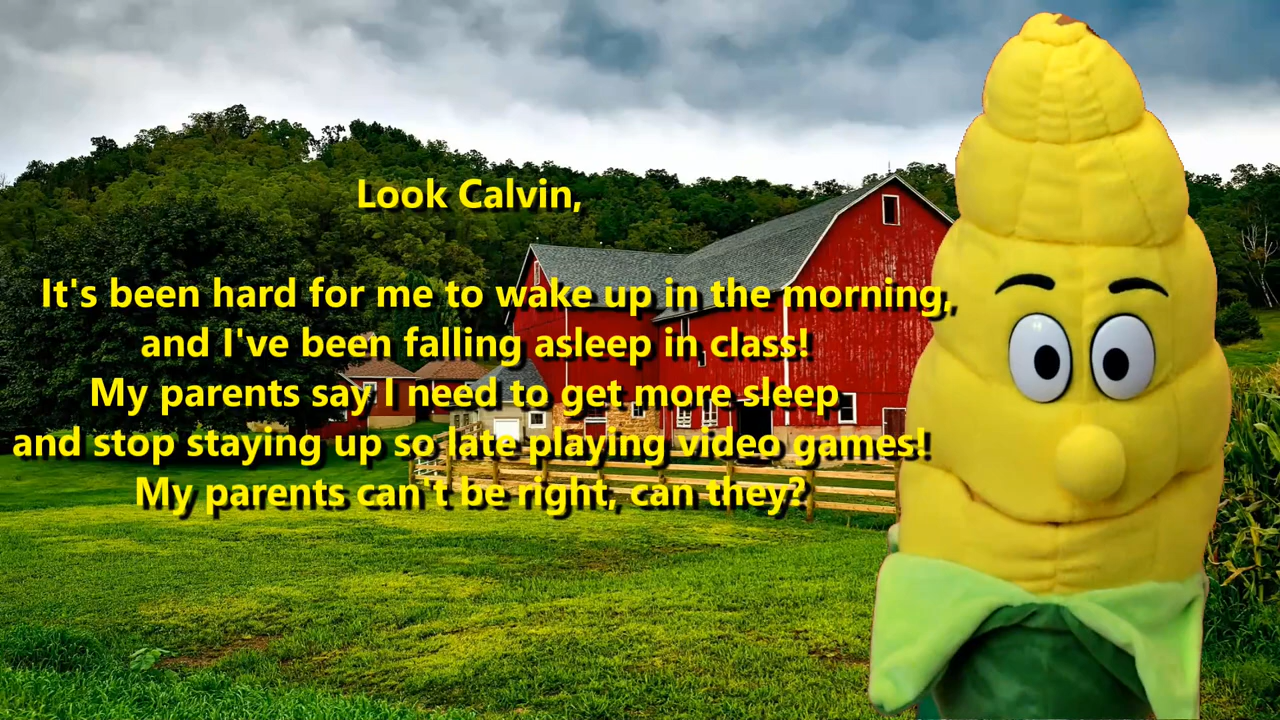 Look Calvin,
It's been hard for me to wake up in the morning,
and I've been falling asleep in class!
My parents say I need to get more sleep
and stop staying up so late playing video games!
My parents can't be right, can they?